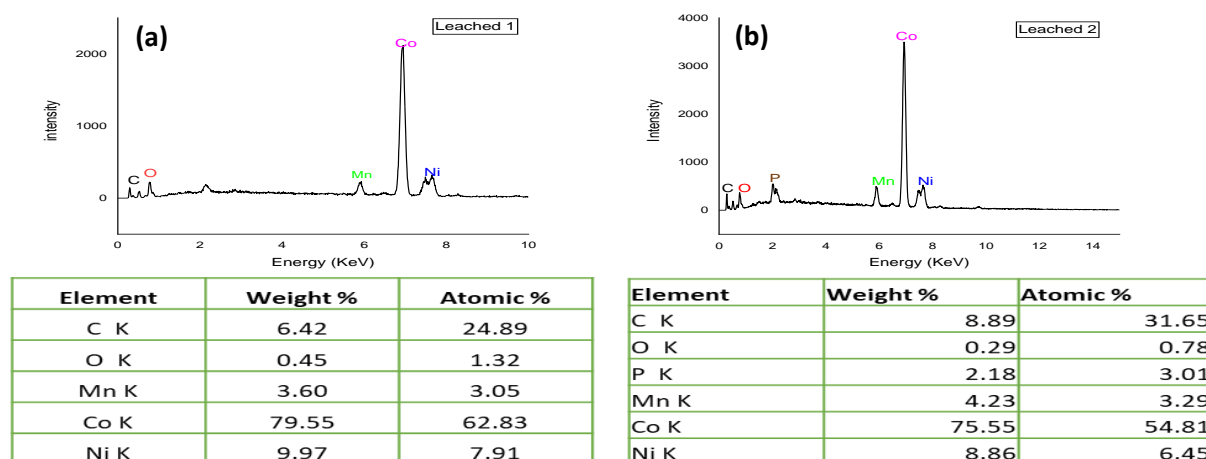 (a)
Leached 1
Co
2000
intensity
1000
C
O
Mn
Ni
0
0 2 4 6 8 10
Energy (KeV)
(b)
Leached 2
Co
4000
3000
Intensity
2000
1000
C
O
P
Mn
Ni
0
0 2 4 6 8 10 12 14
Energy (KeV)
Element Weight % Atomic %
C K 6.42 24.89
O K 0.45 1.32
Mn K 3.60 3.05
Co K 79.55 62.83
Ni K 9.97 7.91
Element Weight % Atomic %
C K 8.89 31.65
O K 0.29 0.78
P K 2.18 3.01
Mn K 4.23 3.29
Co K 75.55 54.81
Ni K 8.86 6.45